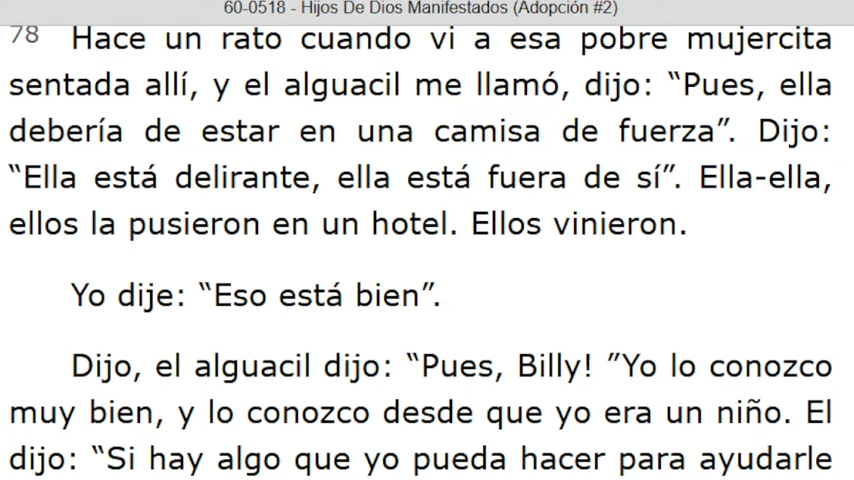 60-0518 - Hijos De Dios Manifestados (Adopción #2)
78 Hace un rato cuando vi a esa pobre mujercita
sentada allí, y el alguacil me llamó, dijo: “Pues, ella
debería de estar en una camisa de fuerza”. Dijo:
“Ella está delirante, ella está fuera de sí”. Ella-ella,
ellos la pusieron en un hotel. Ellos vinieron.
Yo dije: “Eso está bien”.
Dijo, el alguacil dijo: “Pues, Billy! ”Yo lo conozco
muy bien, y lo conozco desde que yo era un niño. El
dijo: “Si hay algo que yo pueda hacer para ayudarle